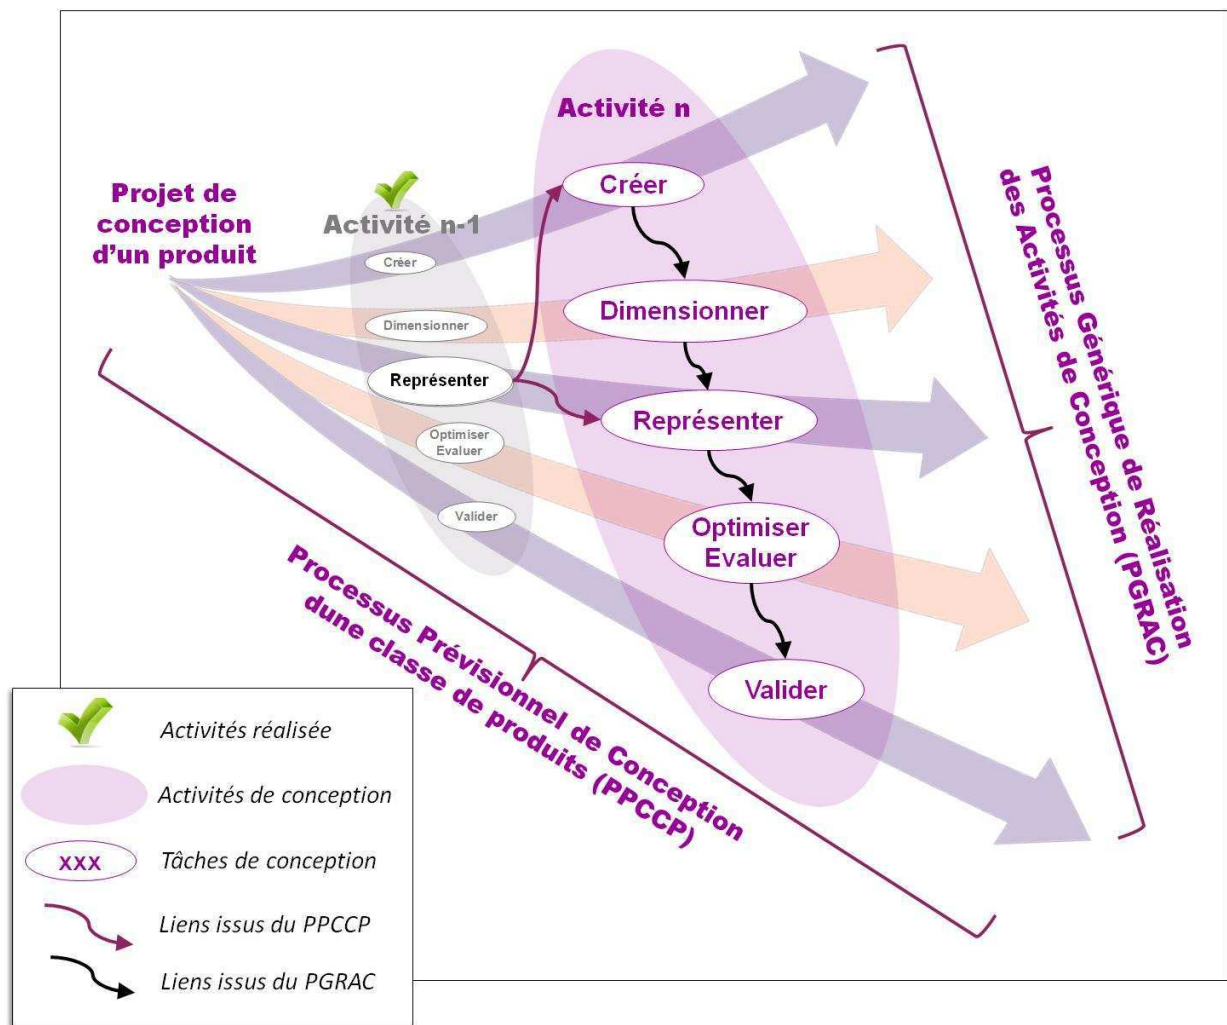 Projet de
conception
d'un produit
Activité n-1
Créer
Dimensionner
Représenter
Optimiser
Evaluer
Valider
Activité n
Créer
Dimensionner
Représenter
Optimiser
Evaluer
Valider
Processus Générique de Réalisation
des Activités de Conception (PGRAC)
Processus Prévisionnel de Conception
dune classe de produits (PPCCP)
Activités réalisée
Activités de conception
XXX
Tâches de conception
Liens issus du PPCCP
Liens issus du PGRAC